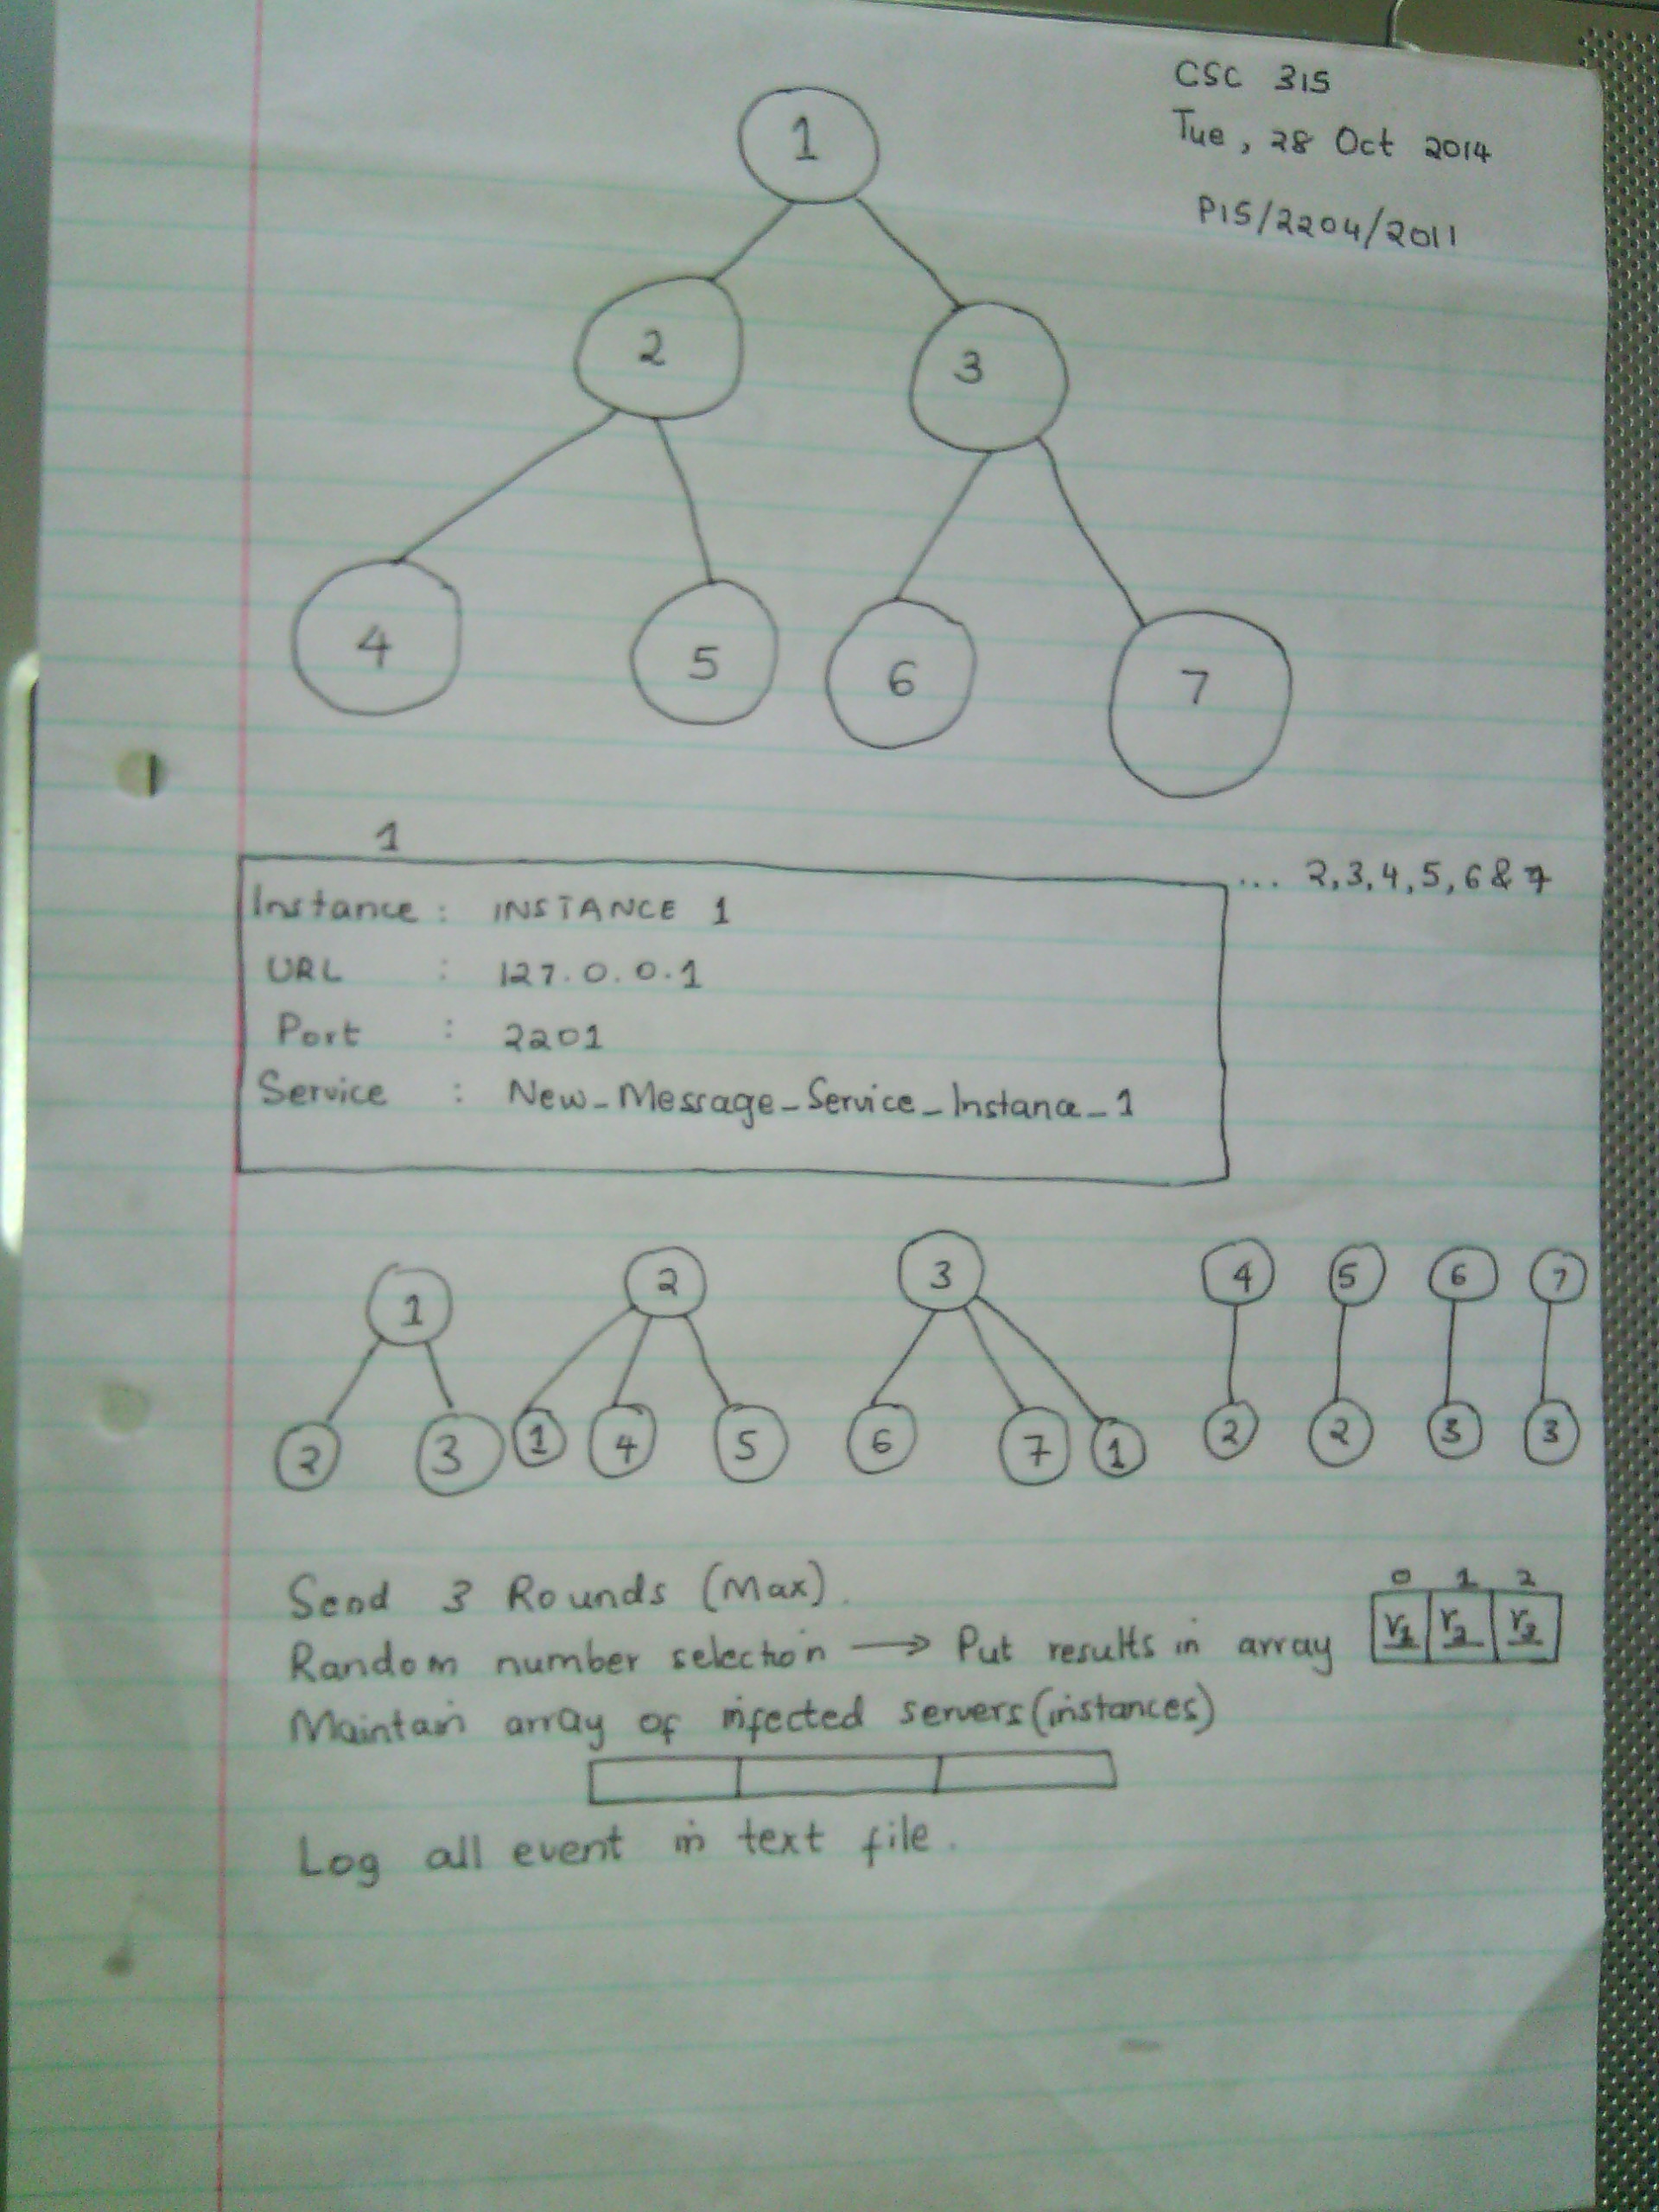 CSC 315
Tue, 28 Oct 2014
P15/2204/2011
1
2 3
4 5 6 7
1
... 2,3,4,5,6 & 7
Instance : INSTANCE 1
URL : 127.0.0.1
Port : 2201
Service : New_Message_Service_Instance_1
1 2 3 4 5 6 7
2 3 1 4 5 6 7 1 2 2 3 3
Send 3 Rounds (Max).
0 1 2
Random number selection → Put results in array
Maintain array of infected servers (instances)
Log all event in text file.